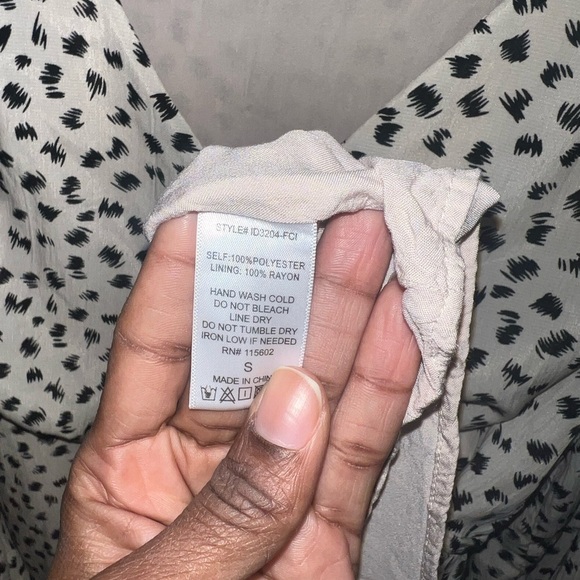 STYLE# ID3204-FCI
SELF:100%POLYESTER
LINING: 100% RAYON
HAND WASH COLD
DO NOT BLEACH
LINE DRY
DO NOT TUMBLE DRY
IRON LOW IF NEEDED
RN# 115602
S
MADE IN CHIN